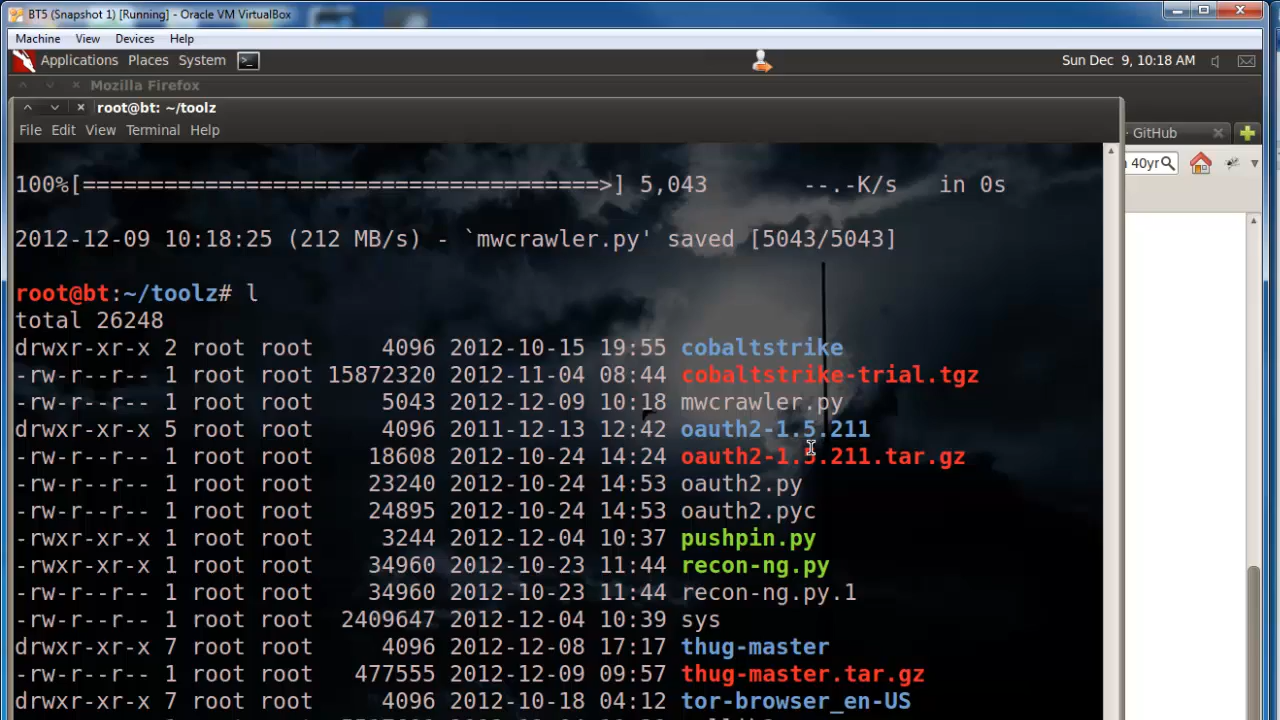 BT5 (Snapshot 1) [Running] - Oracle VM VirtualBox
Machine View Devices Help
Applications Places System Sun Dec 9, 10:18 AM
Mozilla Firefox
root@bt: ~/toolz
File Edit View Terminal Help
- GitHub
40yr
100%[======================================>] 5,043 --.-K/s in 0s
2012-12-09 10:18:25 (212 MB/s) - `mwcrawler.py' saved [5043/5043]
root@bt:~/toolz# l
total 26248
drwxr-xr-x 2 root root 4096 2012-10-15 19:55 cobaltstrike
-rw-r--r-- 1 root root 15872320 2012-11-04 08:44 cobaltstrike-trial.tgz
-rw-r--r-- 1 root root 5043 2012-12-09 10:18 mwcrawler.py
drwxr-xr-x 5 root root 4096 2011-12-13 12:42 oauth2-1.5.211
-rw-r--r-- 1 root root 18608 2012-10-24 14:24 oauth2-1.5.211.tar.gz
-rw-r--r-- 1 root root 23240 2012-10-24 14:53 oauth2.py
-rw-r--r-- 1 root root 24895 2012-10-24 14:53 oauth2.pyc
-rwxr-xr-x 1 root root 3244 2012-12-04 10:37 pushpin.py
-rwxr-xr-x 1 root root 34960 2012-10-23 11:44 recon-ng.py
-rw-r--r-- 1 root root 34960 2012-10-23 11:44 recon-ng.py.1
-rw-r--r-- 1 root root 2409647 2012-12-04 10:39 sys
drwxr-xr-x 7 root root 4096 2012-12-08 17:17 thug-master
-rw-r--r-- 1 root root 477555 2012-12-09 09:57 thug-master.tar.gz
drwxr-xr-x 7 root root 4096 2012-10-18 04:12 tor-browser_en-US